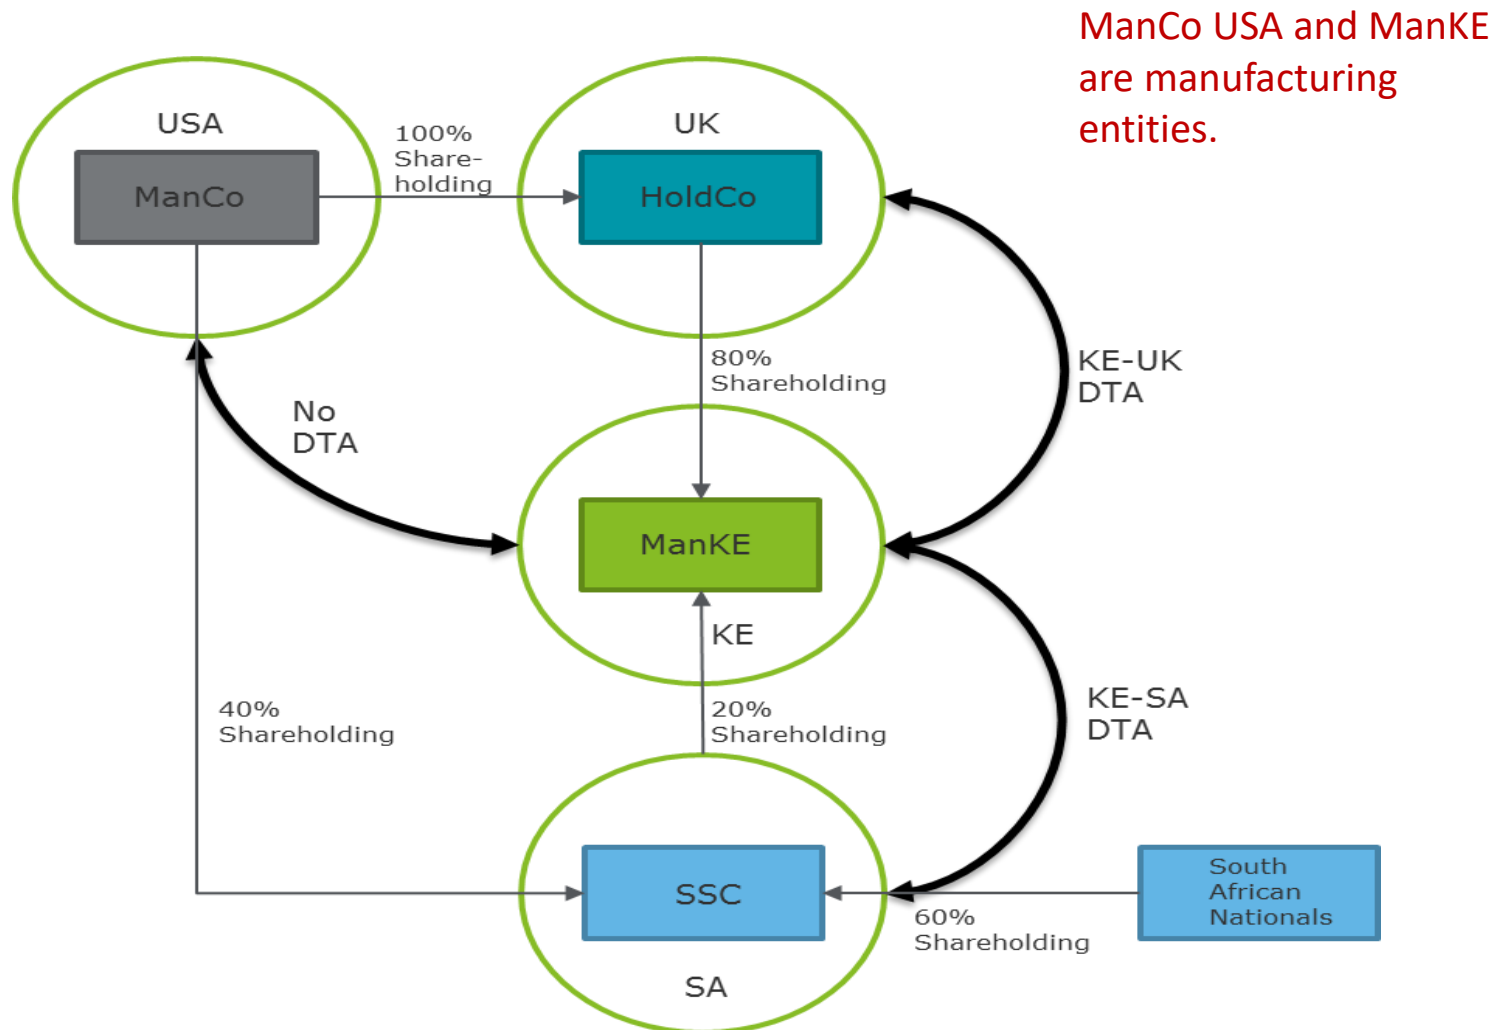 ManCo USA and ManKE
are manufacturing
entities.
USA
ManCo
100%
Share-
holding
UK
HoldCo
80%
Shareholding
KE-UK
DTA
No
DTA
ManKE
KE
40%
Shareholding
20%
Shareholding
KE-SA
DTA
SSC
SA
60%
Shareholding
South
African
Nationals